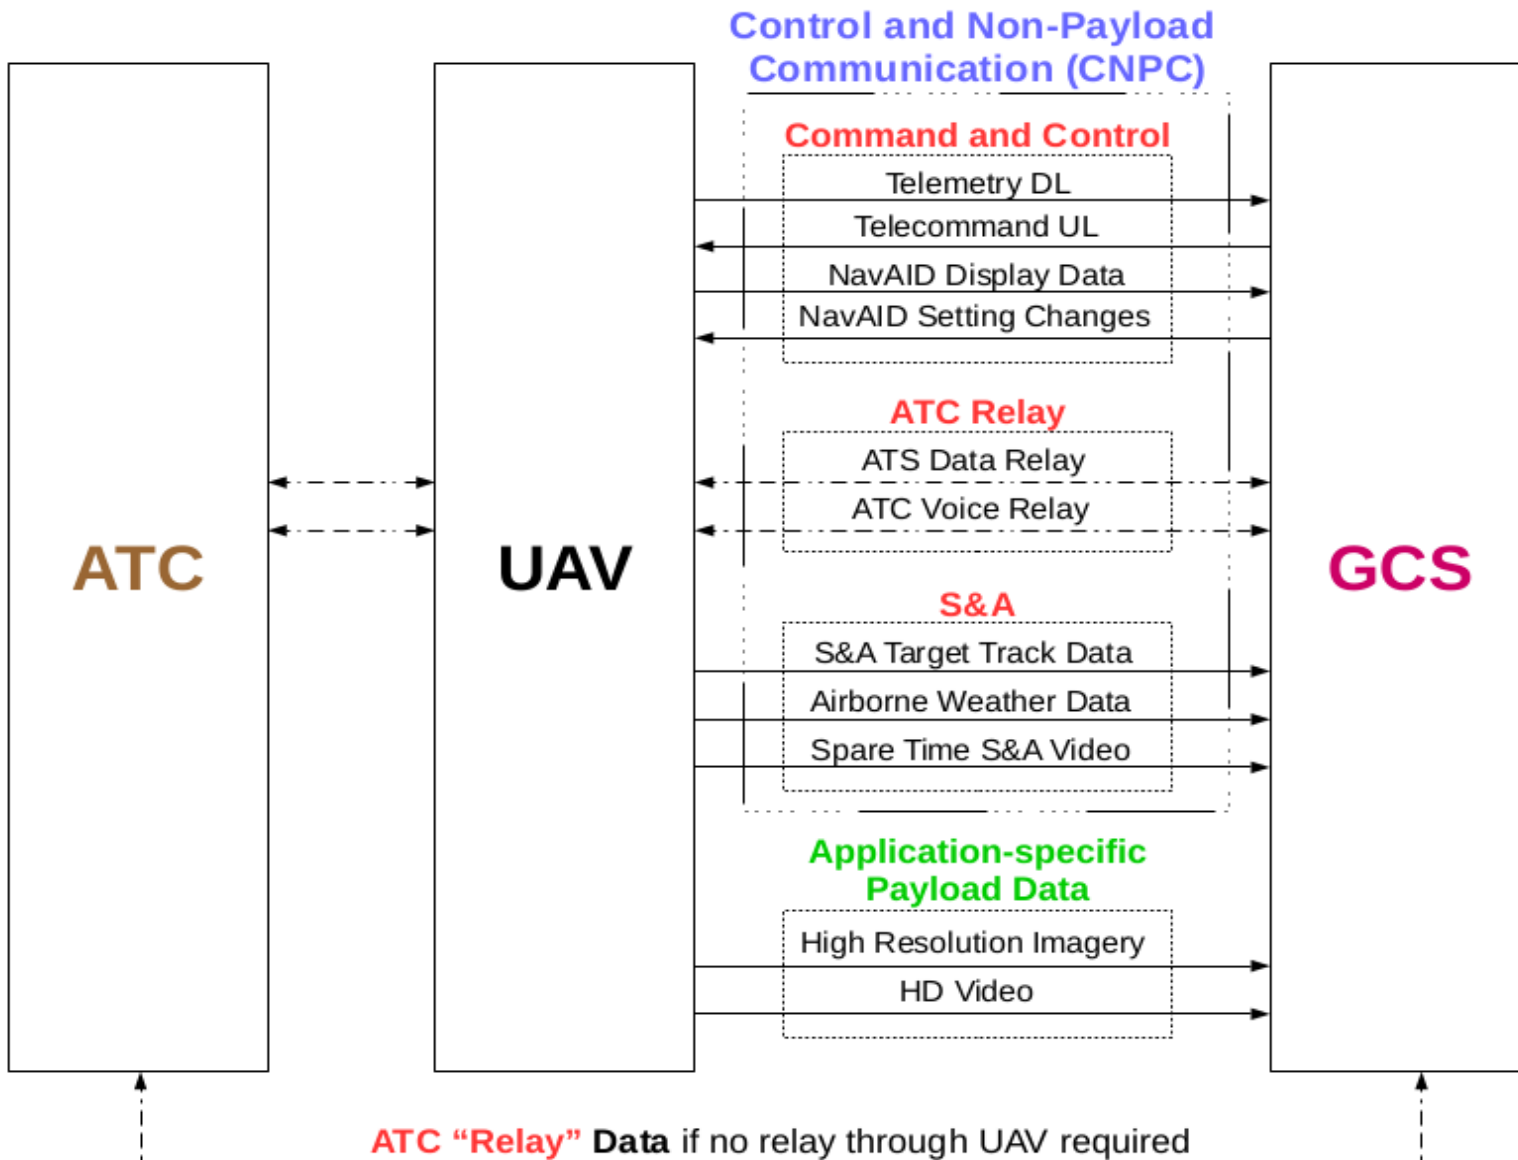 Control and Non-Payload
Communication (CNPC)
Command and Control
Telemetry DL
Telecommand UL
NavAID Display Data
NavAID Setting Changes
ATC Relay
ATS Data Relay
ATC Voice Relay
ATC
UAV
GCS
S&A
S&A Target Track Data
Airborne Weather Data
Spare Time S&A Video
Application-specific
Payload Data
High Resolution Imagery
HD Video
ATC “Relay” Data if no relay through UAV required